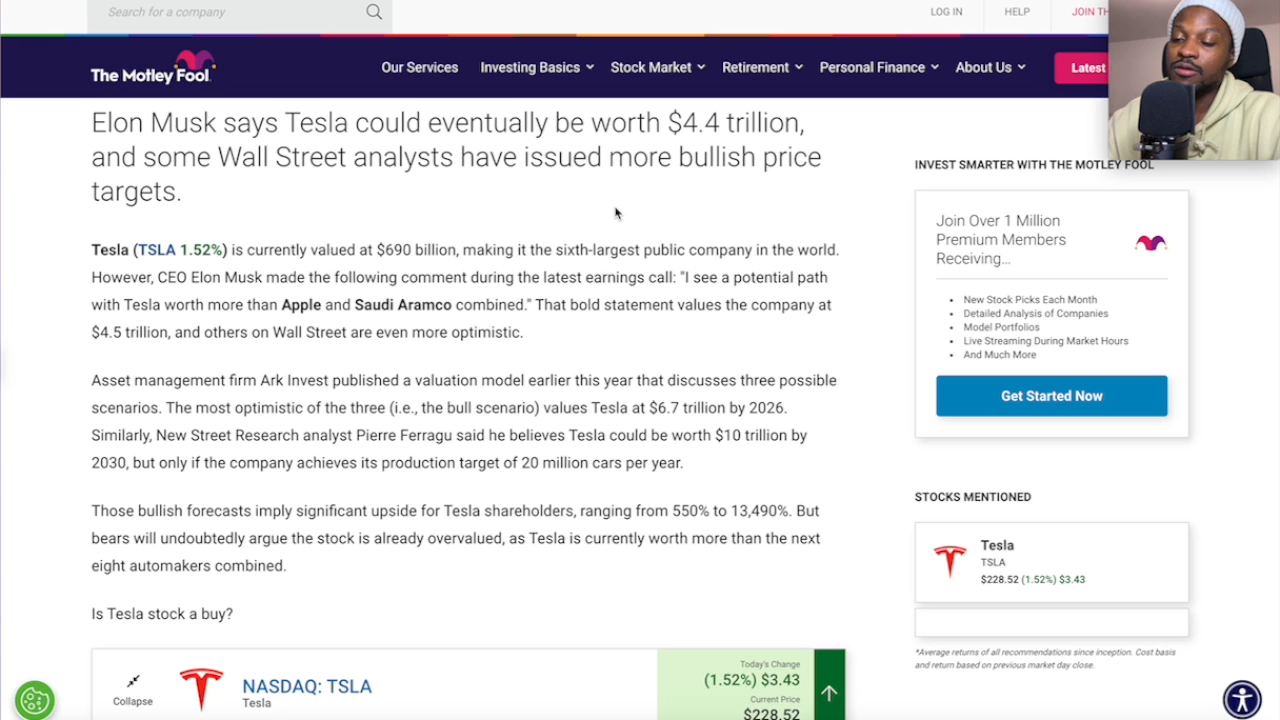 Search for a company
LOG IN
HELP
JOIN TH
The Motley Fool
Our Services
Investing Basics
Stock Market
Retirement
Personal Finance
About Us
Latest
Elon Musk says Tesla could eventually be worth $4.4 trillion,
and some Wall Street analysts have issued more bullish price
targets.
Tesla (TSLA 1.52%) is currently valued at $690 billion, making it the sixth-largest public company in the world.
However, CEO Elon Musk made the following comment during the latest earnings call: "I see a potential path
with Tesla worth more than Apple and Saudi Aramco combined." That bold statement values the company at
$4.5 trillion, and others on Wall Street are even more optimistic.
Asset management firm Ark Invest published a valuation model earlier this year that discusses three possible
scenarios. The most optimistic of the three (i.e., the bull scenario) values Tesla at $6.7 trillion by 2026.
Similarly, New Street Research analyst Pierre Ferragu said he believes Tesla could be worth $10 trillion by
2030, but only if the company achieves its production target of 20 million cars per year.
Those bullish forecasts imply significant upside for Tesla shareholders, ranging from 550% to 13,490%. But
bears will undoubtedly argue the stock is already overvalued, as Tesla is currently worth more than the next
eight automakers combined.
Is Tesla stock a buy?
Collapse
NASDAQ: TSLA
Tesla
Today's Change
(1.52%) $3.43
Current Price
$228.52
INVEST SMARTER WITH THE MOTLEY FOOL
Join Over 1 Million
Premium Members
Receiving...
• New Stock Picks Each Month
• Detailed Analysis of Companies
• Model Portfolios
• Live Streaming During Market Hours
• And Much More
Get Started Now
STOCKS MENTIONED
Tesla
TSLA
$228.52 (1.52%) $3.43
*Average returns of all recommendations since inception. Cost basis
and return based on previous market day close.